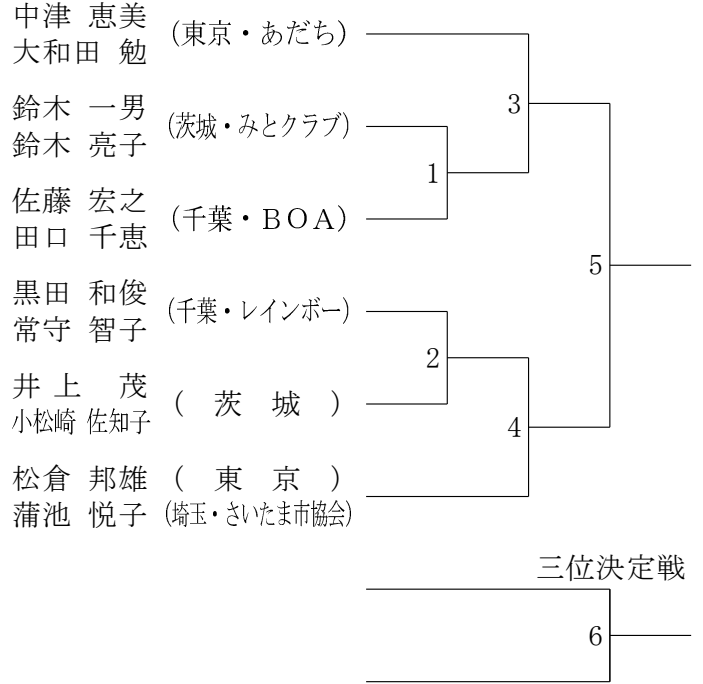 中津 恵美 (東京・あだち)
大和田 勉
3
鈴木 一男 (茨城・みとクラブ)
鈴木 亮子
1
佐藤 宏之 (千葉・ＢＯＡ)
田口 千恵
5
黒田 和俊 (千葉・レインボー)
常守 智子
2
井上 茂 (茨城)
小松崎 佐知子
4
松倉 邦雄 (東京)
蒲池 悦子 (埼玉・さいたま市協会)
三位決定戦
6